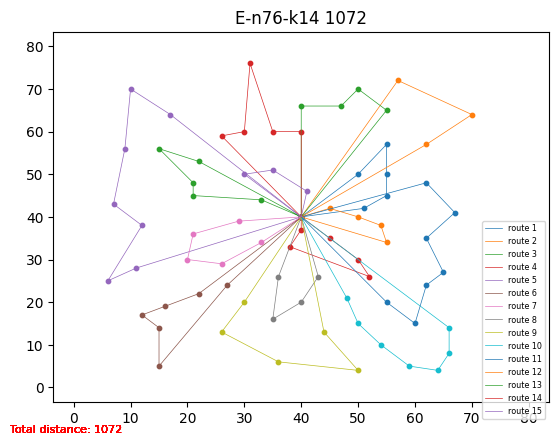 E-n76-k14 1072
80
70
60
50
40
30
20
10
0
route 1
route 2
route 3
route 4
route 5
route 6
route 7
route 8
route 9
route 10
route 11
route 12
route 13
route 14
route 15
0 10 20 30 40 50 60 70 80
Total distance: 1072